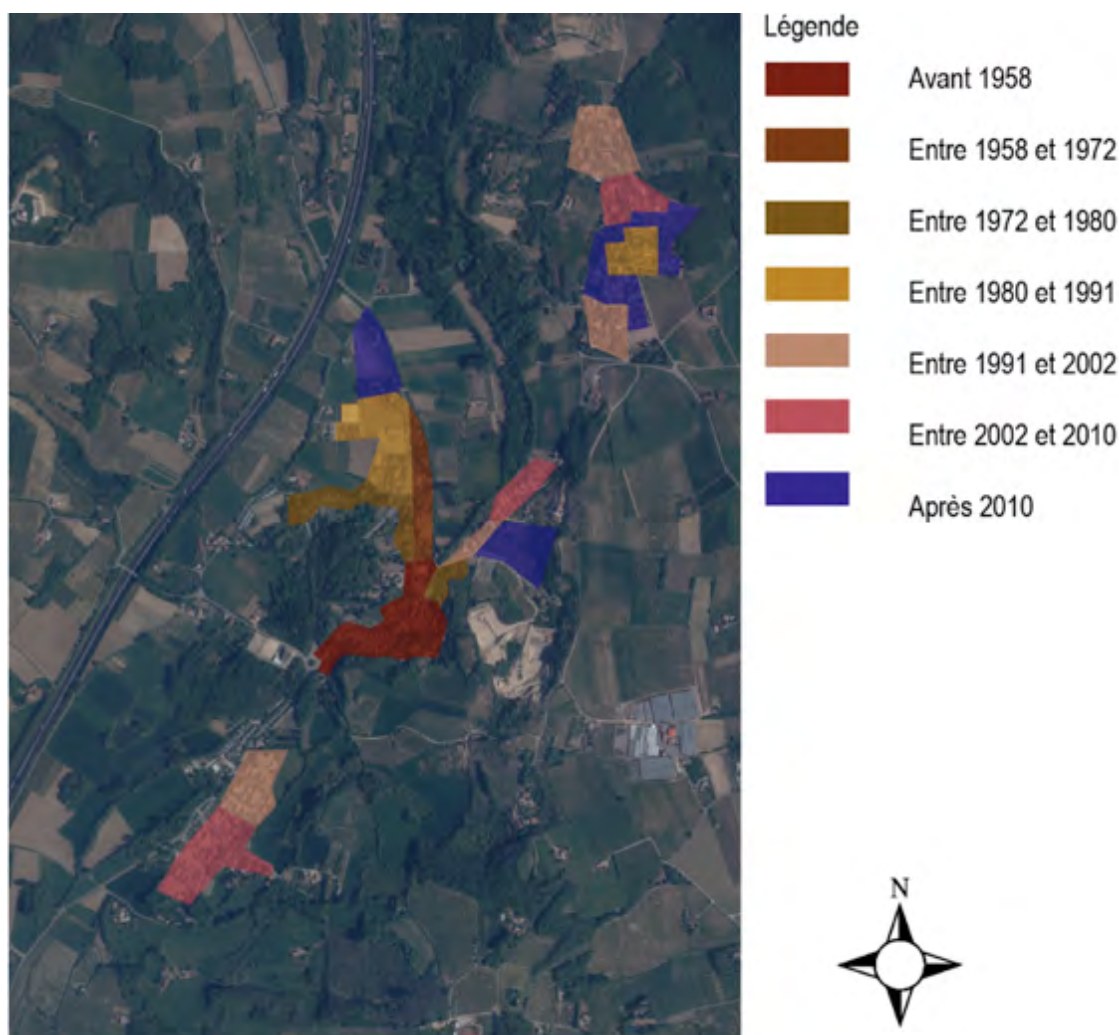 Légende
Avant 1958
Entre 1958 et 1972
Entre 1972 et 1980
Entre 1980 et 1991
Entre 1991 et 2002
Entre 2002 et 2010
Après 2010
N